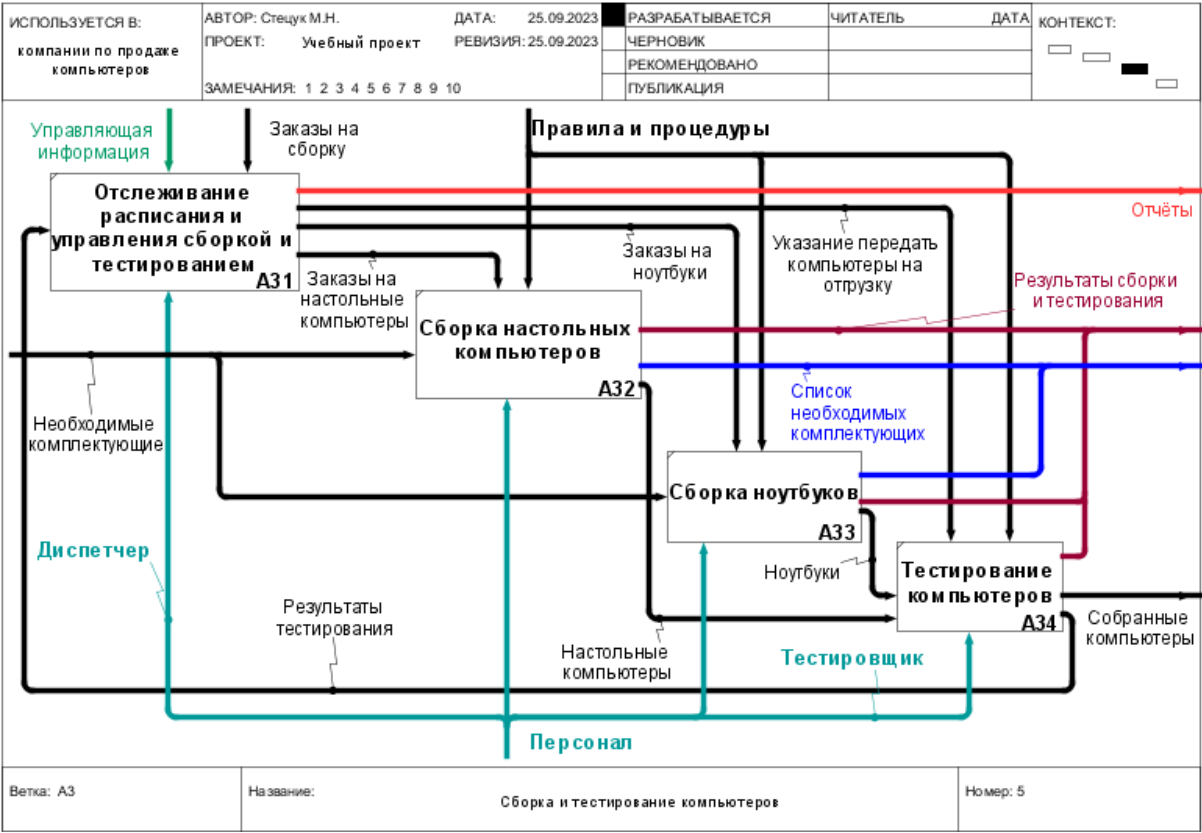 ИСПОЛЬЗУЕТСЯ В:
компании по продаже
компьютеров
АВТОР: Стецук М.Н.
ДАТА: 25.09.2023
ПРОЕКТ: Учебный проект
РЕВИЗИЯ: 25.09.2023
ЗАМЕЧАНИЯ: 1 2 3 4 5 6 7 8 9 10
РАЗРАБАТЫВАЕТСЯ
ЧЕРНОВИК
РЕКОМЕНДОВАНО
ПУБЛИКАЦИЯ
ЧИТАТЕЛЬ
ДАТА
КОНТЕКСТ:
Управляющая
информация
Заказы на
сборку
Правила и процедуры
Отслеживание
расписания и
управления сборкой и
тестированием
A31
Отчёты
Заказы на
настольные
компьютеры
Заказы на
ноутбуки
Указание передать
компьютеры на
отгрузку
Результаты сборки
и тестирования
Сборка настольных
компьютеров
A32
Список
необходимых
комплектующих
Необходимые
комплектующие
Сборка ноутбуков
A33
Диспетчер
Ноутбуки
Тестирование
компьютеров
A34
Результаты
тестирования
Собранные
компьютеры
Настольные
компьютеры
Тестировщик
Персонал
Ветка: A3
Название:
Сборка и тестирование компьютеров
Номер: 5